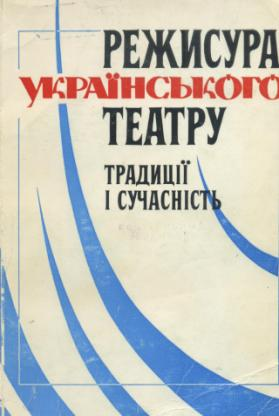 РЕЖИСУРА
УКРАЇНСЬКОГО
ТЕАТРУ
ТРАДИЦІЇ
І СУЧАСНІСТЬ